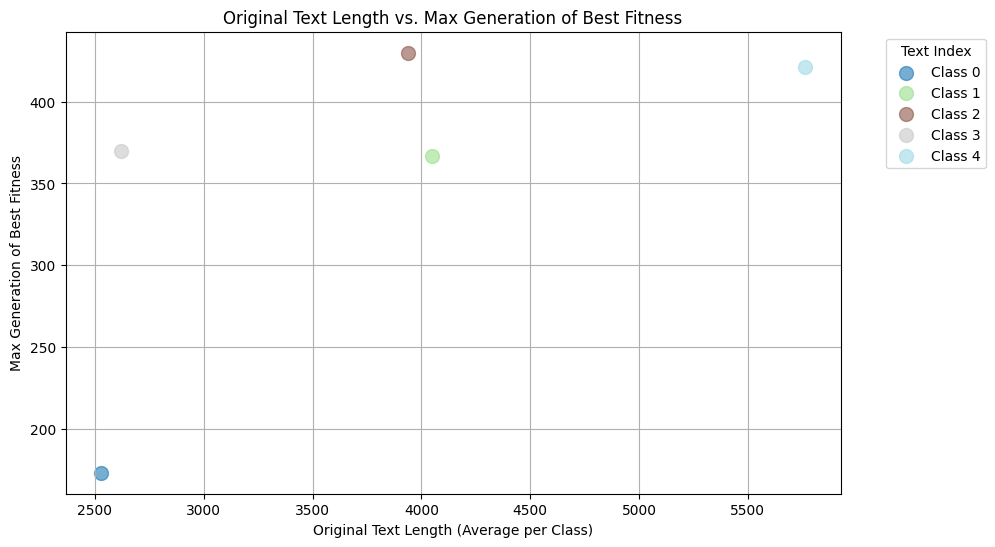 Original Text Length vs. Max Generation of Best Fitness
Text Index
Class 0
Class 1
Class 2
Class 3
Class 4
Max Generation of Best Fitness
400
350
300
250
200
2500 3000 3500 4000 4500 5000 5500
Original Text Length (Average per Class)